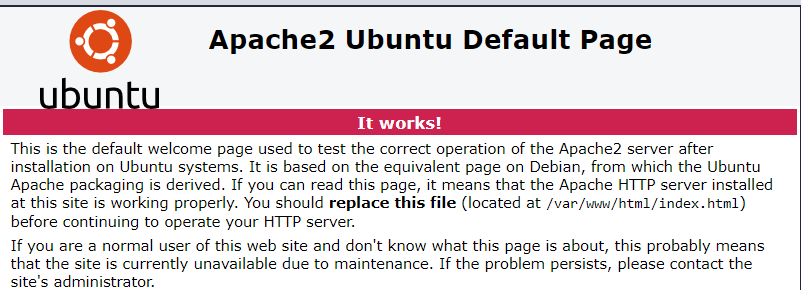 Apache2 Ubuntu Default Page
ubuntu
It works!
This is the default welcome page used to test the correct operation of the Apache2 server after
installation on Ubuntu systems. It is based on the equivalent page on Debian, from which the Ubuntu
Apache packaging is derived. If you can read this page, it means that the Apache HTTP server installed
at this site is working properly. You should replace this file (located at /var/www/html/index.html)
before continuing to operate your HTTP server.
If you are a normal user of this web site and don't know what this page is about, this probably means
that the site is currently unavailable due to maintenance. If the problem persists, please contact the
site's administrator.